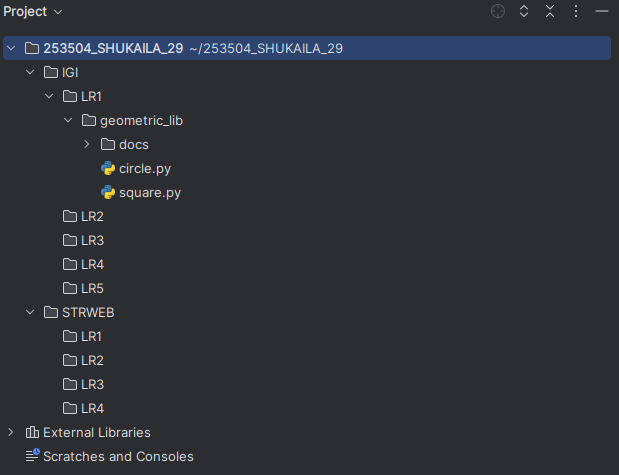 Project
253504_SHUKAILA_29 ~/253504_SHUKAILA_29
IGI
LR1
geometric_lib
docs
circle.py
square.py
LR2
LR3
LR4
LR5
STRWEB
LR1
LR2
LR3
LR4
External Libraries
Scratches and Consoles